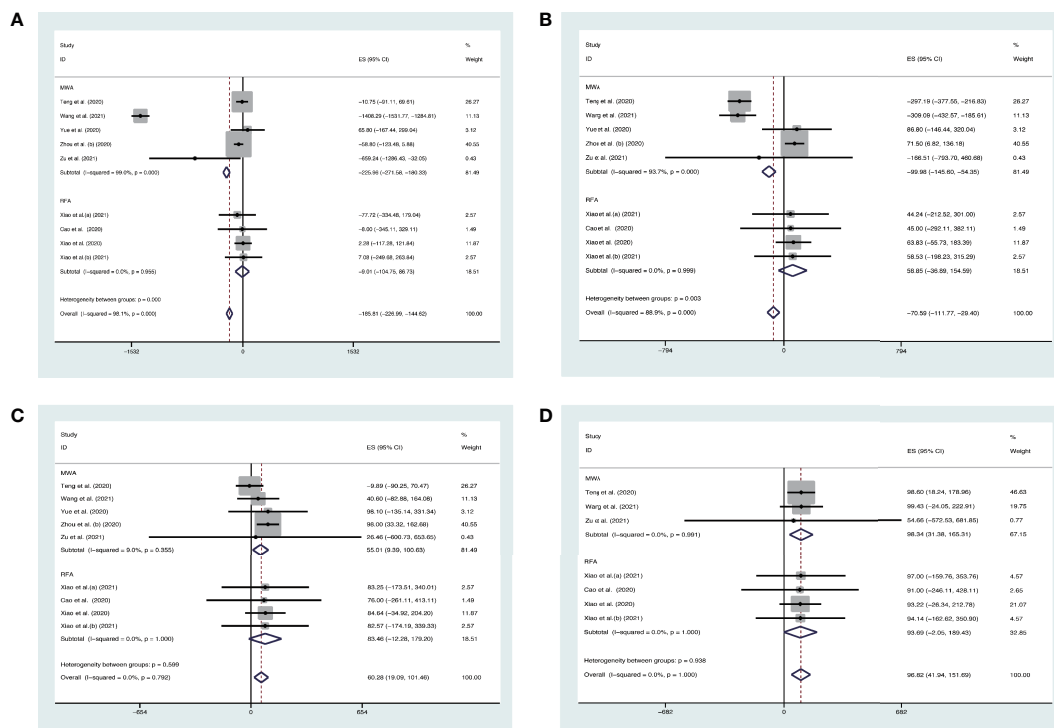 A
Study %
ID ES (95% CI) Weight
MWA
Teng et al. (2020) −10.75 (−91.11, 69.61) 26.27
Wang et al. (2021) −1408.29 (−1531.77, −1284.81) 11.13
Yue et al. (2020) 65.80 (−167.44, 299.04) 3.12
Zhou et al. (b) (2020) −58.80 (−123.48, 5.88) 40.55
Zu et al. (2021) −659.24 (−1286.43, −32.05) 0.43
Subtotal (I−squared = 99.0%, p = 0.000) −225.96 (−271.58, −180.33) 81.49
RFA
Xiao et al.(a) (2021) −77.72 (−334.48, 179.04) 2.57
Cao et al. (2020) −8.00 (−345.11, 329.11) 1.49
Xiao et al. (2020) 2.28 (−117.28, 121.84) 11.87
Xiao et al.(b) (2021) 7.08 (−249.68, 263.84) 2.57
Subtotal (I−squared = 0.0%, p = 0.955) −9.01 (−104.75, 86.73) 18.51
Heterogeneity between groups: p = 0.000
Overall (I−squared = 98.1%, p = 0.000) −185.81 (−226.99, −144.62) 100.00
−1532 0 1532
B
Study %
ID ES (95% CI) Weight
MWA
Teng et al. (2020) −297.19 (−377.55, −216.83) 26.27
Wang et al. (2021) −309.09 (−432.57, −185.61) 11.13
Yue et al. (2020) 86.80 (−146.44, 320.04) 3.12
Zhou et al. (b) (2020) 71.50 (6.82, 136.18) 40.55
Zu et al. (2021) −166.51 (−793.70, 460.68) 0.43
Subtotal (I−squared = 93.7%, p = 0.000) −99.98 (−145.60, −54.35) 81.49
RFA
Xiao et al.(a) (2021) 44.24 (−212.52, 301.00) 2.57
Cao et al. (2020) 45.00 (−292.11, 382.11) 1.49
Xiao et al. (2020) 63.83 (−55.73, 183.39) 11.87
Xiao et al.(b) (2021) 58.53 (−198.23, 315.29) 2.57
Subtotal (I−squared = 0.0%, p = 0.999) 58.85 (−36.89, 154.59) 18.51
Heterogeneity between groups: p = 0.003
Overall (I−squared = 88.9%, p = 0.000) −70.59 (−111.77, −29.40) 100.00
−794 0 794
C
Study %
ID ES (95% CI) Weight
MWA
Teng et al. (2020) −9.89 (−90.25, 70.47) 26.27
Wang et al. (2021) 40.60 (−82.88, 164.08) 11.13
Yue et al. (2020) 98.10 (−135.14, 331.34) 3.12
Zhou et al. (b) (2020) 98.00 (33.32, 162.68) 40.55
Zu et al. (2021) 26.46 (−600.73, 653.65) 0.43
Subtotal (I−squared = 9.0%, p = 0.355) 55.01 (9.39, 100.63) 81.49
RFA
Xiao et al.(a) (2021) 83.25 (−173.51, 340.01) 2.57
Cao et al. (2020) 76.00 (−261.11, 413.11) 1.49
Xiao et al. (2020) 84.64 (−34.92, 204.20) 11.87
Xiao et al.(b) (2021) 82.57 (−174.19, 339.33) 2.57
Subtotal (I−squared = 0.0%, p = 1.000) 83.46 (−12.28, 179.20) 18.51
Heterogeneity between groups: p = 0.599
Overall (I−squared = 0.0%, p = 0.792) 60.28 (19.09, 101.46) 100.00
−654 0 654
D
Study %
ID ES (95% CI) Weight
MWA
Teng et al. (2020) 98.60 (18.24, 178.96) 46.63
Wang et al. (2021) 99.43 (−24.05, 222.91) 19.75
Zu et al. (2021) 54.66 (−572.53, 681.85) 0.77
Subtotal (I−squared = 0.0%, p = 0.991) 98.34 (31.38, 165.31) 67.15
RFA
Xiao et al.(a) (2021) 97.00 (−159.76, 353.76) 4.57
Cao et al. (2020) 91.00 (−246.11, 428.11) 2.65
Xiao et al. (2020) 93.22 (−26.34, 212.78) 21.07
Xiao et al.(b) (2021) 94.14 (−162.62, 350.90) 4.57
Subtotal (I−squared = 0.0%, p = 1.000) 93.69 (−2.05, 189.43) 32.85
Heterogeneity between groups: p = 0.938
Overall (I−squared = 0.0%, p = 1.000) 96.82 (41.94, 151.69) 100.00
−682 0 682